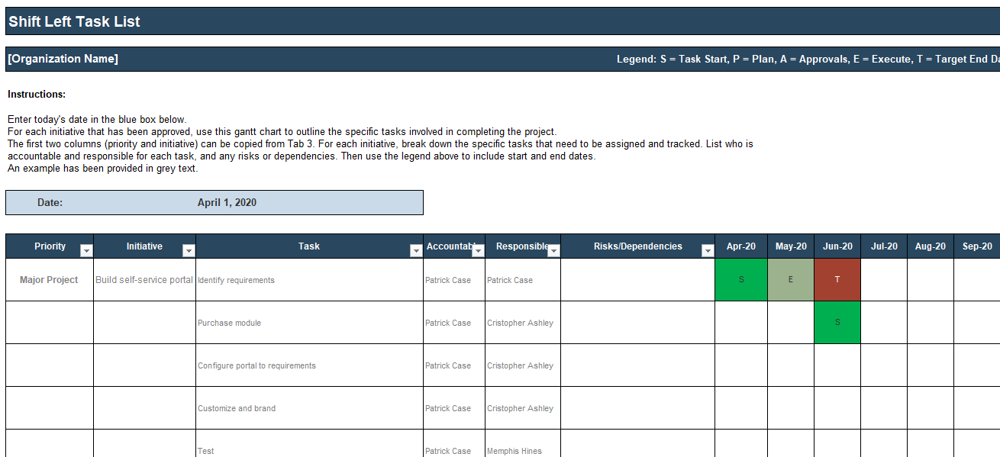 Shift Left Task List
[Organization Name] Legend: S = Task Start, P = Plan, A = Approvals, E = Execute, T = Target End Da
Instructions:
Enter today's date in the blue box below.
For each initiative that has been approved, use this gantt chart to outline the specific tasks involved in completing the project.
The first two columns (priority and initiative) can be copied from Tab 3. For each initiative, break down the specific tasks that need to be assigned and tracked. List who is
accountable and responsible for each task, and any risks or dependencies. Then use the legend above to include start and end dates.
An example has been provided in grey text.
Date: April 1, 2020
Priority Initiative Task Accountab Responsible Risks/Dependencies Apr-20 May-20 Jun-20 Jul-20 Aug-20 Sep-20
Major Project Build self-service portal Identify requirements Patrick Case Patrick Case S E T
Purchase module Patrick Case Cristopher Ashley S
Configure portal to requirements Patrick Case Cristopher Ashley
Customize and brand Patrick Case Cristopher Ashley
Test Patrick Case Memphis Hines